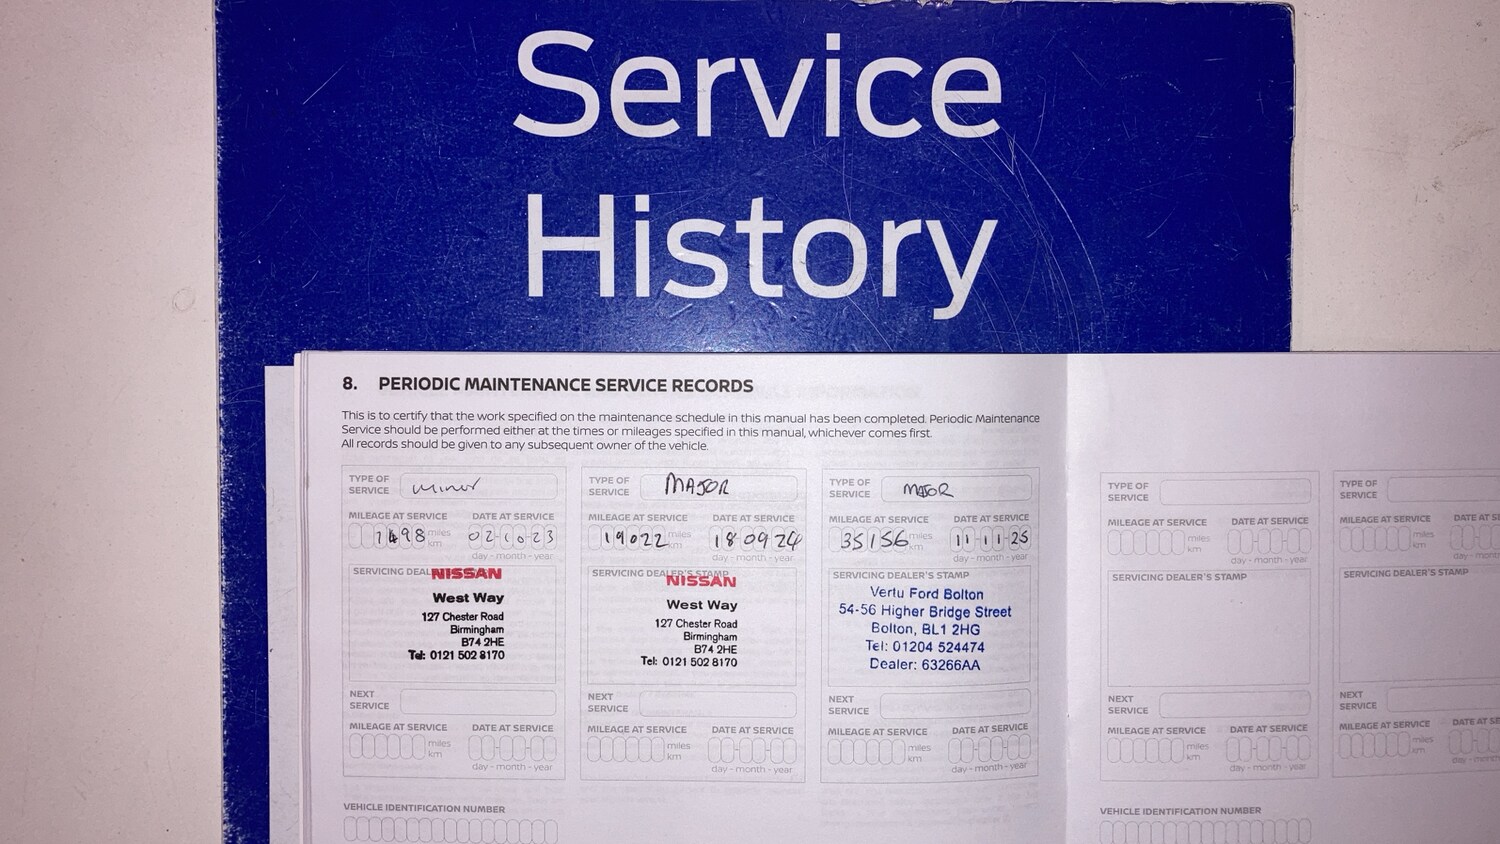 Service
History
8. PERIODIC MAINTENANCE SERVICE RECORDS
This is to certify that the work specified on the maintenance schedule in this manual has been completed. Periodic Maintenance
Service should be performed either at the times or mileages specified in this manual, whichever comes first.
All records should be given to any subsequent owner of the vehicle.
TYPE OF
SERVICE
Minor
MILEAGE AT SERVICE DATE AT SERVICE
miles
km
02-10-23
day - month - year
SERVICING DEAL
NISSAN
West Way
127 Chester Road
Birmingham
B74 2HE
Tel: 0121 502 8170
NEXT
SERVICE
MILEAGE AT SERVICE DATE AT SERVICE
miles
km
day - month - year
VEHICLE IDENTIFICATION NUMBER
TYPE OF
SERVICE
MAJOR
MILEAGE AT SERVICE DATE AT SERVICE
19022 miles
km
180924
day - month - year
SERVICING DEALER'S STAMP
NISSAN
West Way
127 Chester Road
Birmingham
B74 2HE
Tel: 0121 502 8170
NEXT
SERVICE
MILEAGE AT SERVICE DATE AT SERVICE
miles
km
day - month - year
TYPE OF
SERVICE
MAJOR
MILEAGE AT SERVICE DATE AT SERVICE
35156 miles
km
11-11-25
day - month - year
SERVICING DEALER'S STAMP
Vertu Ford Bolton
54-56 Higher Bridge Street
Bolton, BL1 2HG
Tel: 01204 524474
Dealer: 63266AA
NEXT
SERVICE
MILEAGE AT SERVICE DATE AT SERVICE
miles
km
day - month - year
TYPE OF
SERVICE
MILEAGE AT SERVICE DATE AT SERVICE
miles
km
day - month - year
SERVICING DEALER'S STAMP
NEXT
SERVICE
MILEAGE AT SERVICE DATE AT SERVICE
miles
km
day - month - year
VEHICLE IDENTIFICATION NUMBER
TYPE OF
SERVICE
MILEAGE AT SERVICE DATE AT S
miles
km
day - mont
SERVICING DEALER'S STAMP
NEXT
SERVICE
MILEAGE AT SERVICE DATE AT SE
miles
km
day - mont